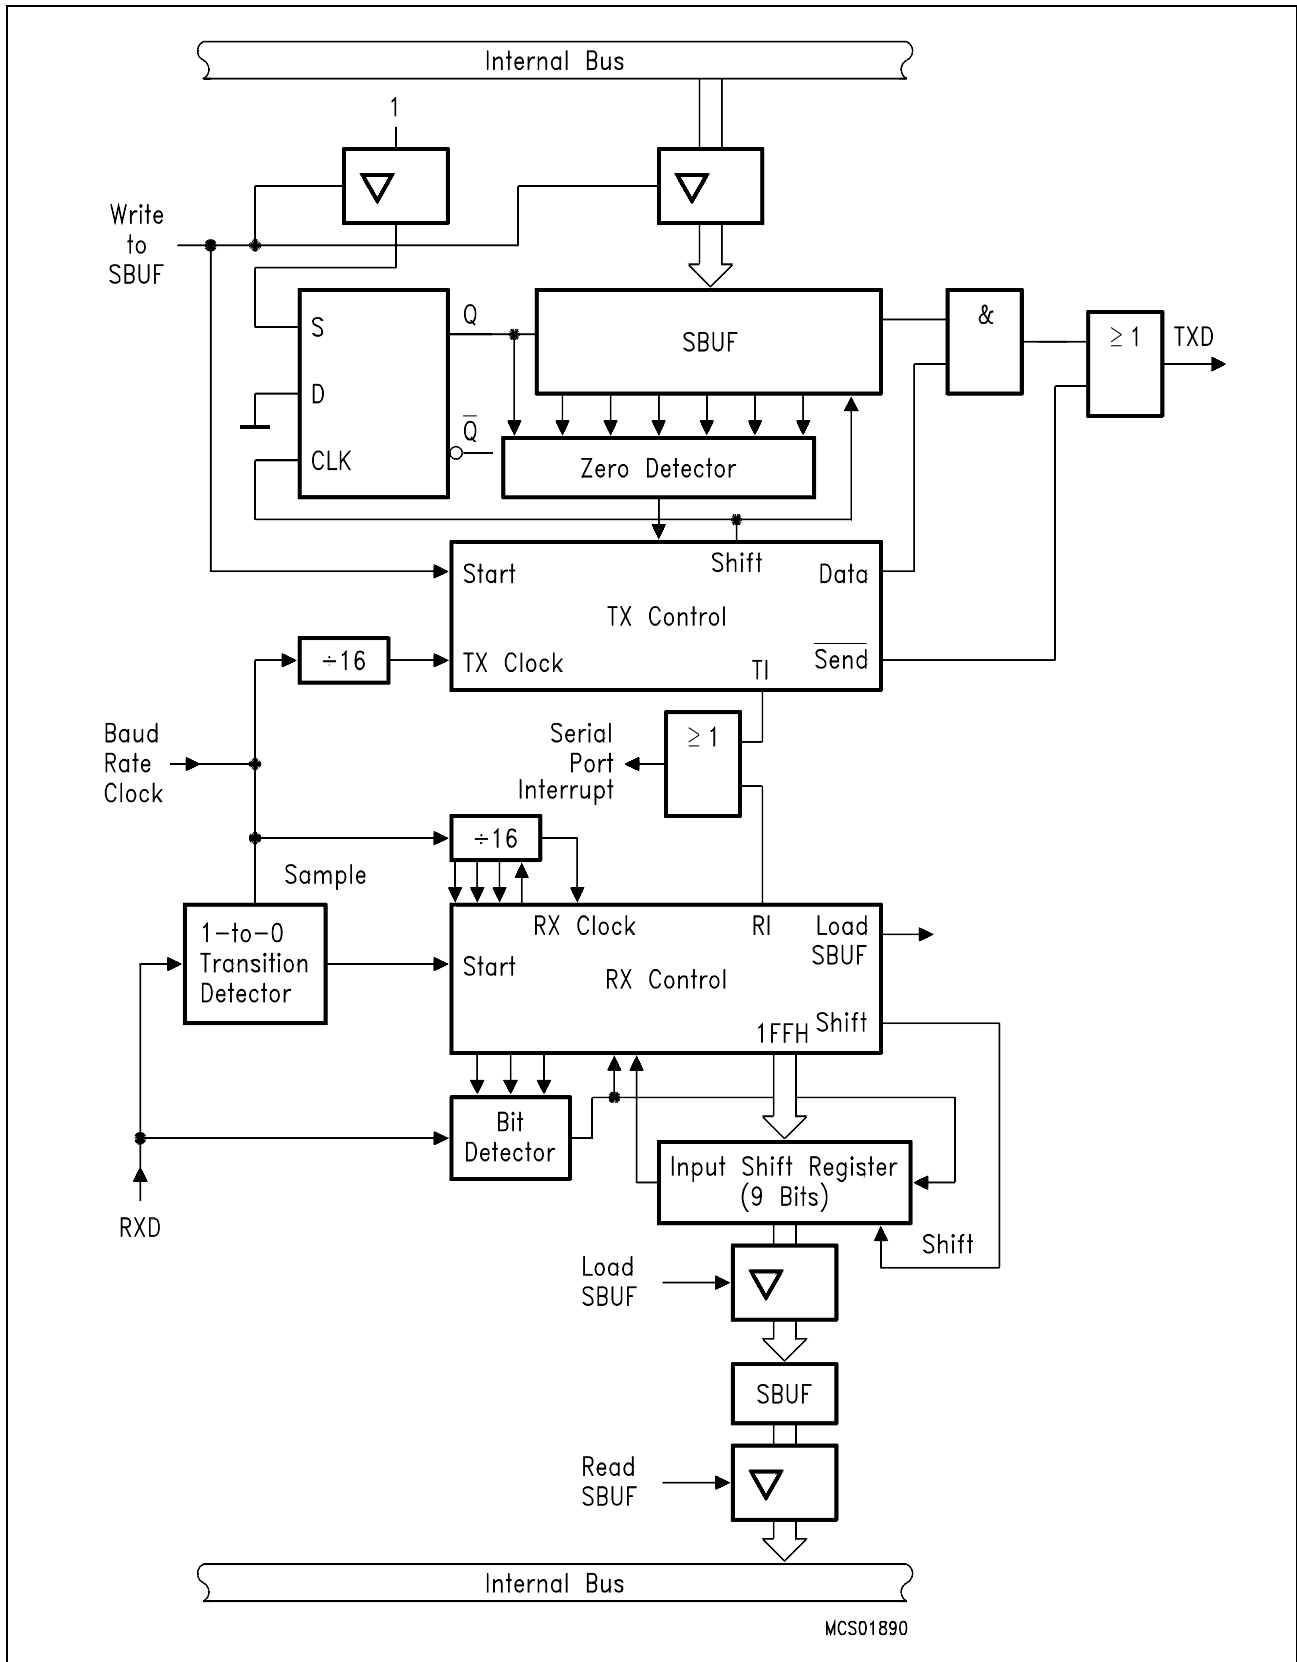 Internal Bus
1
Write
to
SBUF
S
D
CLK
Q
Q̅
SBUF
&
≥ 1
TXD
Zero Detector
Start
Shift
Data
TX Control
TX Clock
TI
S̅e̅n̅d̅
÷16
Baud
Rate
Clock
Serial
Port
Interrupt
≥ 1
÷16
Sample
1-to-0
Transition
Detector
RX Clock
RI
Load
SBUF
Start
RX Control
1FFH
Shift
Bit
Detector
Input Shift Register
(9 Bits)
RXD
Shift
Load
SBUF
SBUF
Read
SBUF
Internal Bus
MCS01890